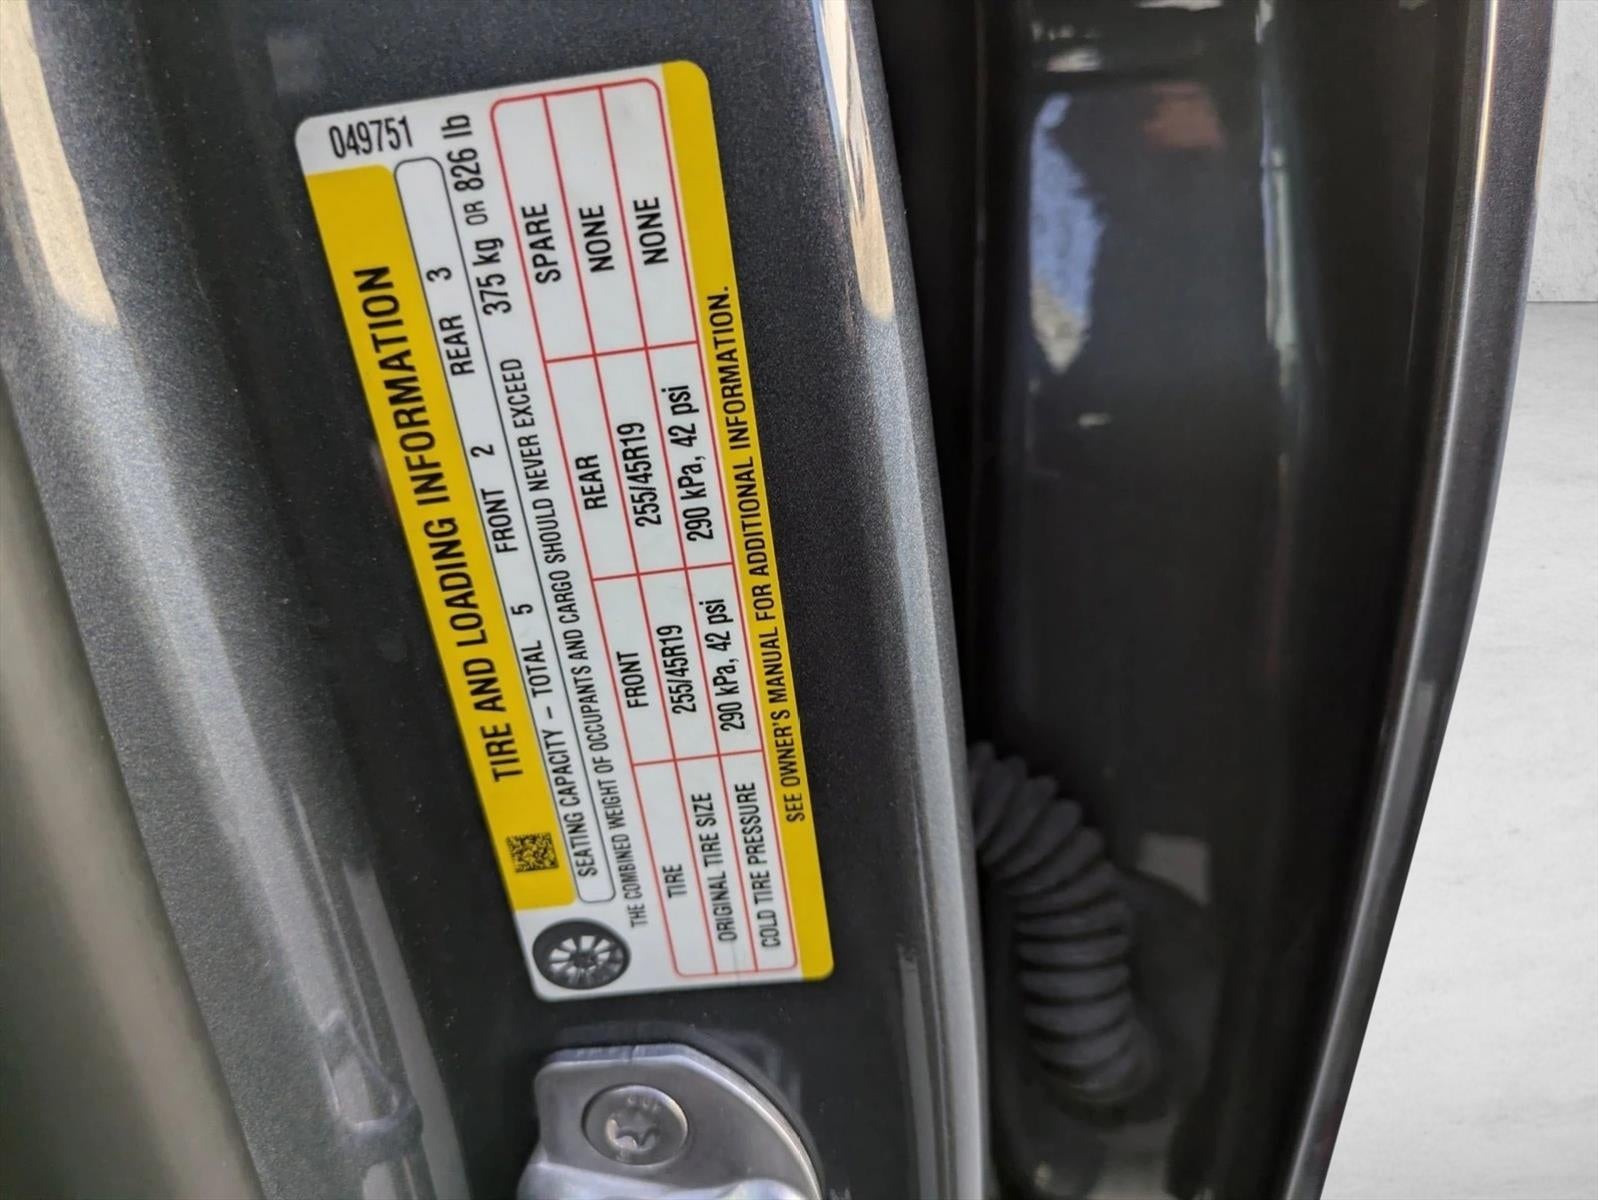 049751
TIRE AND LOADING INFORMATION
SEATING CAPACITY – TOTAL 5 FRONT 2 REAR 3
THE COMBINED WEIGHT OF OCCUPANTS AND CARGO SHOULD NEVER EXCEED 375 kg OR 826 lb
TIRE FRONT REAR SPARE
ORIGINAL TIRE SIZE 255/45R19 255/45R19 NONE
COLD TIRE PRESSURE 290 kPa, 42 psi 290 kPa, 42 psi NONE
SEE OWNER'S MANUAL FOR ADDITIONAL INFORMATION.